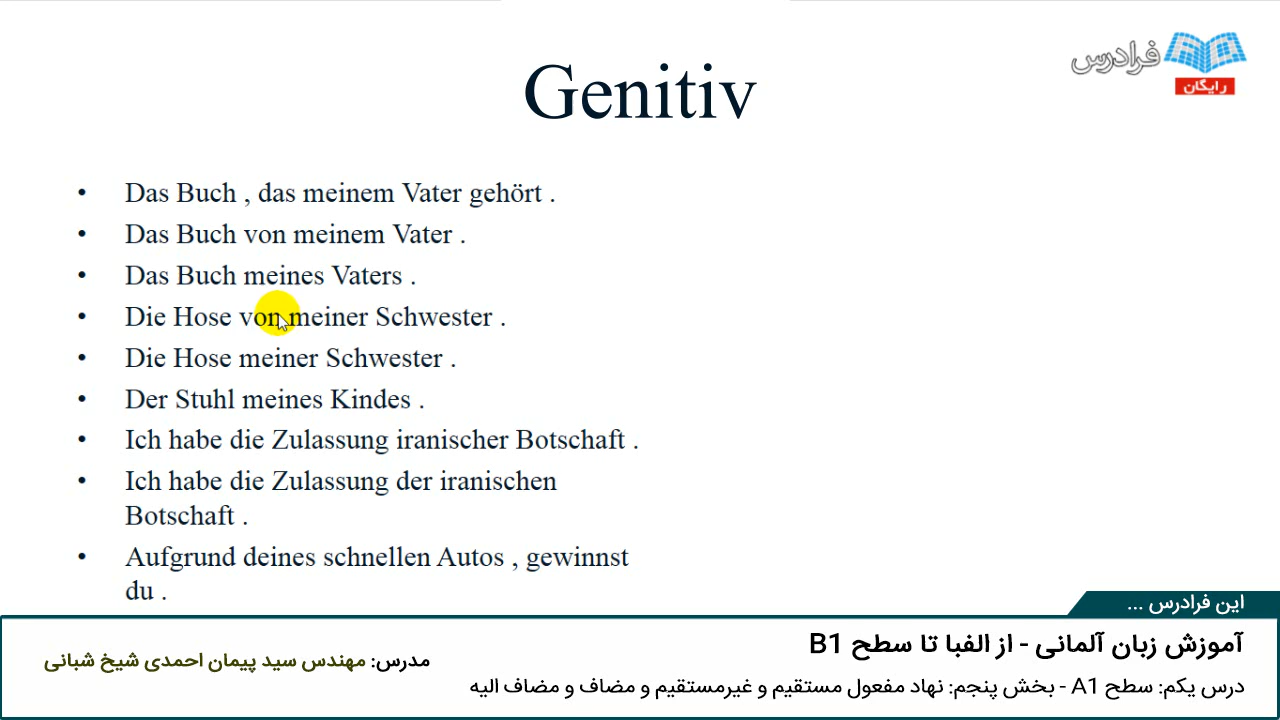 فرادرس
رایگان
Genitiv
• Das Buch , das meinem Vater gehört .
• Das Buch von meinem Vater .
• Das Buch meines Vaters .
• Die Hose von meiner Schwester .
• Die Hose meiner Schwester .
• Der Stuhl meines Kindes .
• Ich habe die Zulassung iranischer Botschaft .
• Ich habe die Zulassung der iranischen
Botschaft .
• Aufgrund deines schnellen Autos , gewinnst
du .
این فرادرس ...
آموزش زبان آلمانی - از الفبا تا سطح B1
مدرس: مهندس سید پیمان احمدی شیخ شبانی
درس یکم: سطح A1 - بخش پنجم: نهاد مفعول مستقیم و غیرمستقیم و مضاف و مضاف الیه